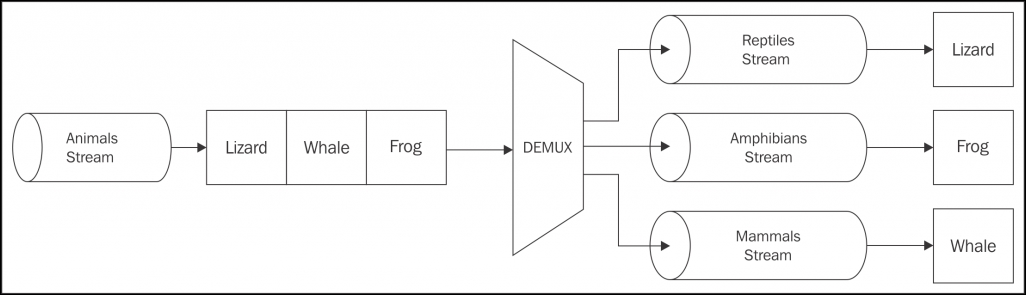 Animals
Stream
Lizard
Whale
Frog
DEMUX
Reptiles
Stream
Lizard
Amphibians
Stream
Frog
Mammals
Stream
Whale